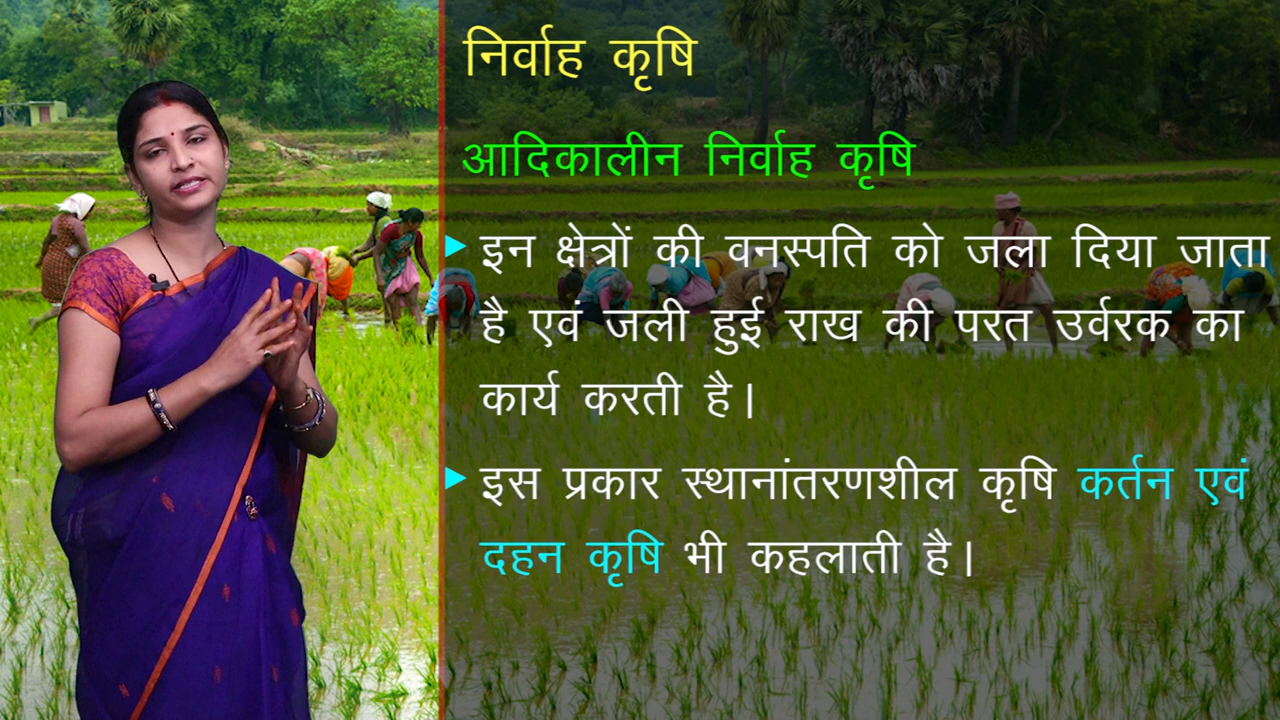 निर्वाह कृषि
आदिकालीन निर्वाह कृषि
इन क्षेत्रों की वनस्पति को जला दिया जाता
है एवं जली हुई राख की परत उर्वरक का
कार्य करती है।
इस प्रकार स्थानांतरणशील कृषि कर्तन एवं
दहन कृषि भी कहलाती है।